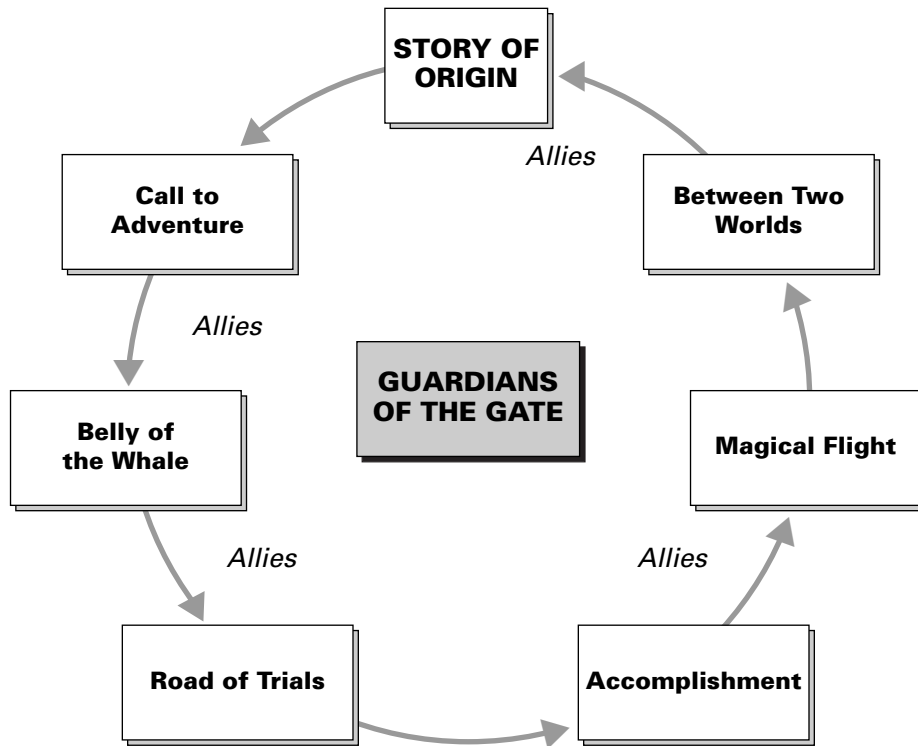 STORY OF
ORIGIN
Allies
Call to
Adventure
Between Two
Worlds
Allies
GUARDIANS
OF THE GATE
Belly of
the Whale
Magical Flight
Allies
Allies
Road of Trials
Accomplishment